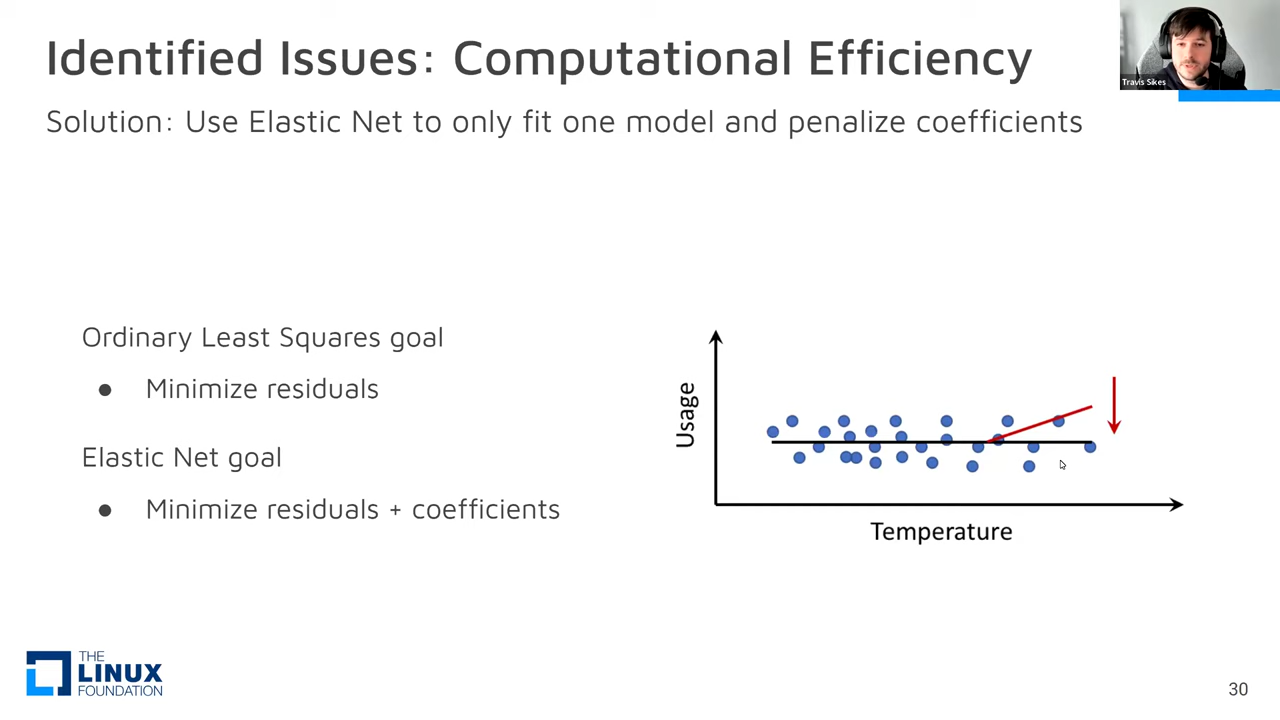 Identified Issues: Computational Efficiency
Travis Sikes
Solution: Use Elastic Net to only fit one model and penalize coefficients
Ordinary Least Squares goal
● Minimize residuals
Elastic Net goal
● Minimize residuals + coefficients
Usage
Temperature
THE
LINUX
FOUNDATION
30